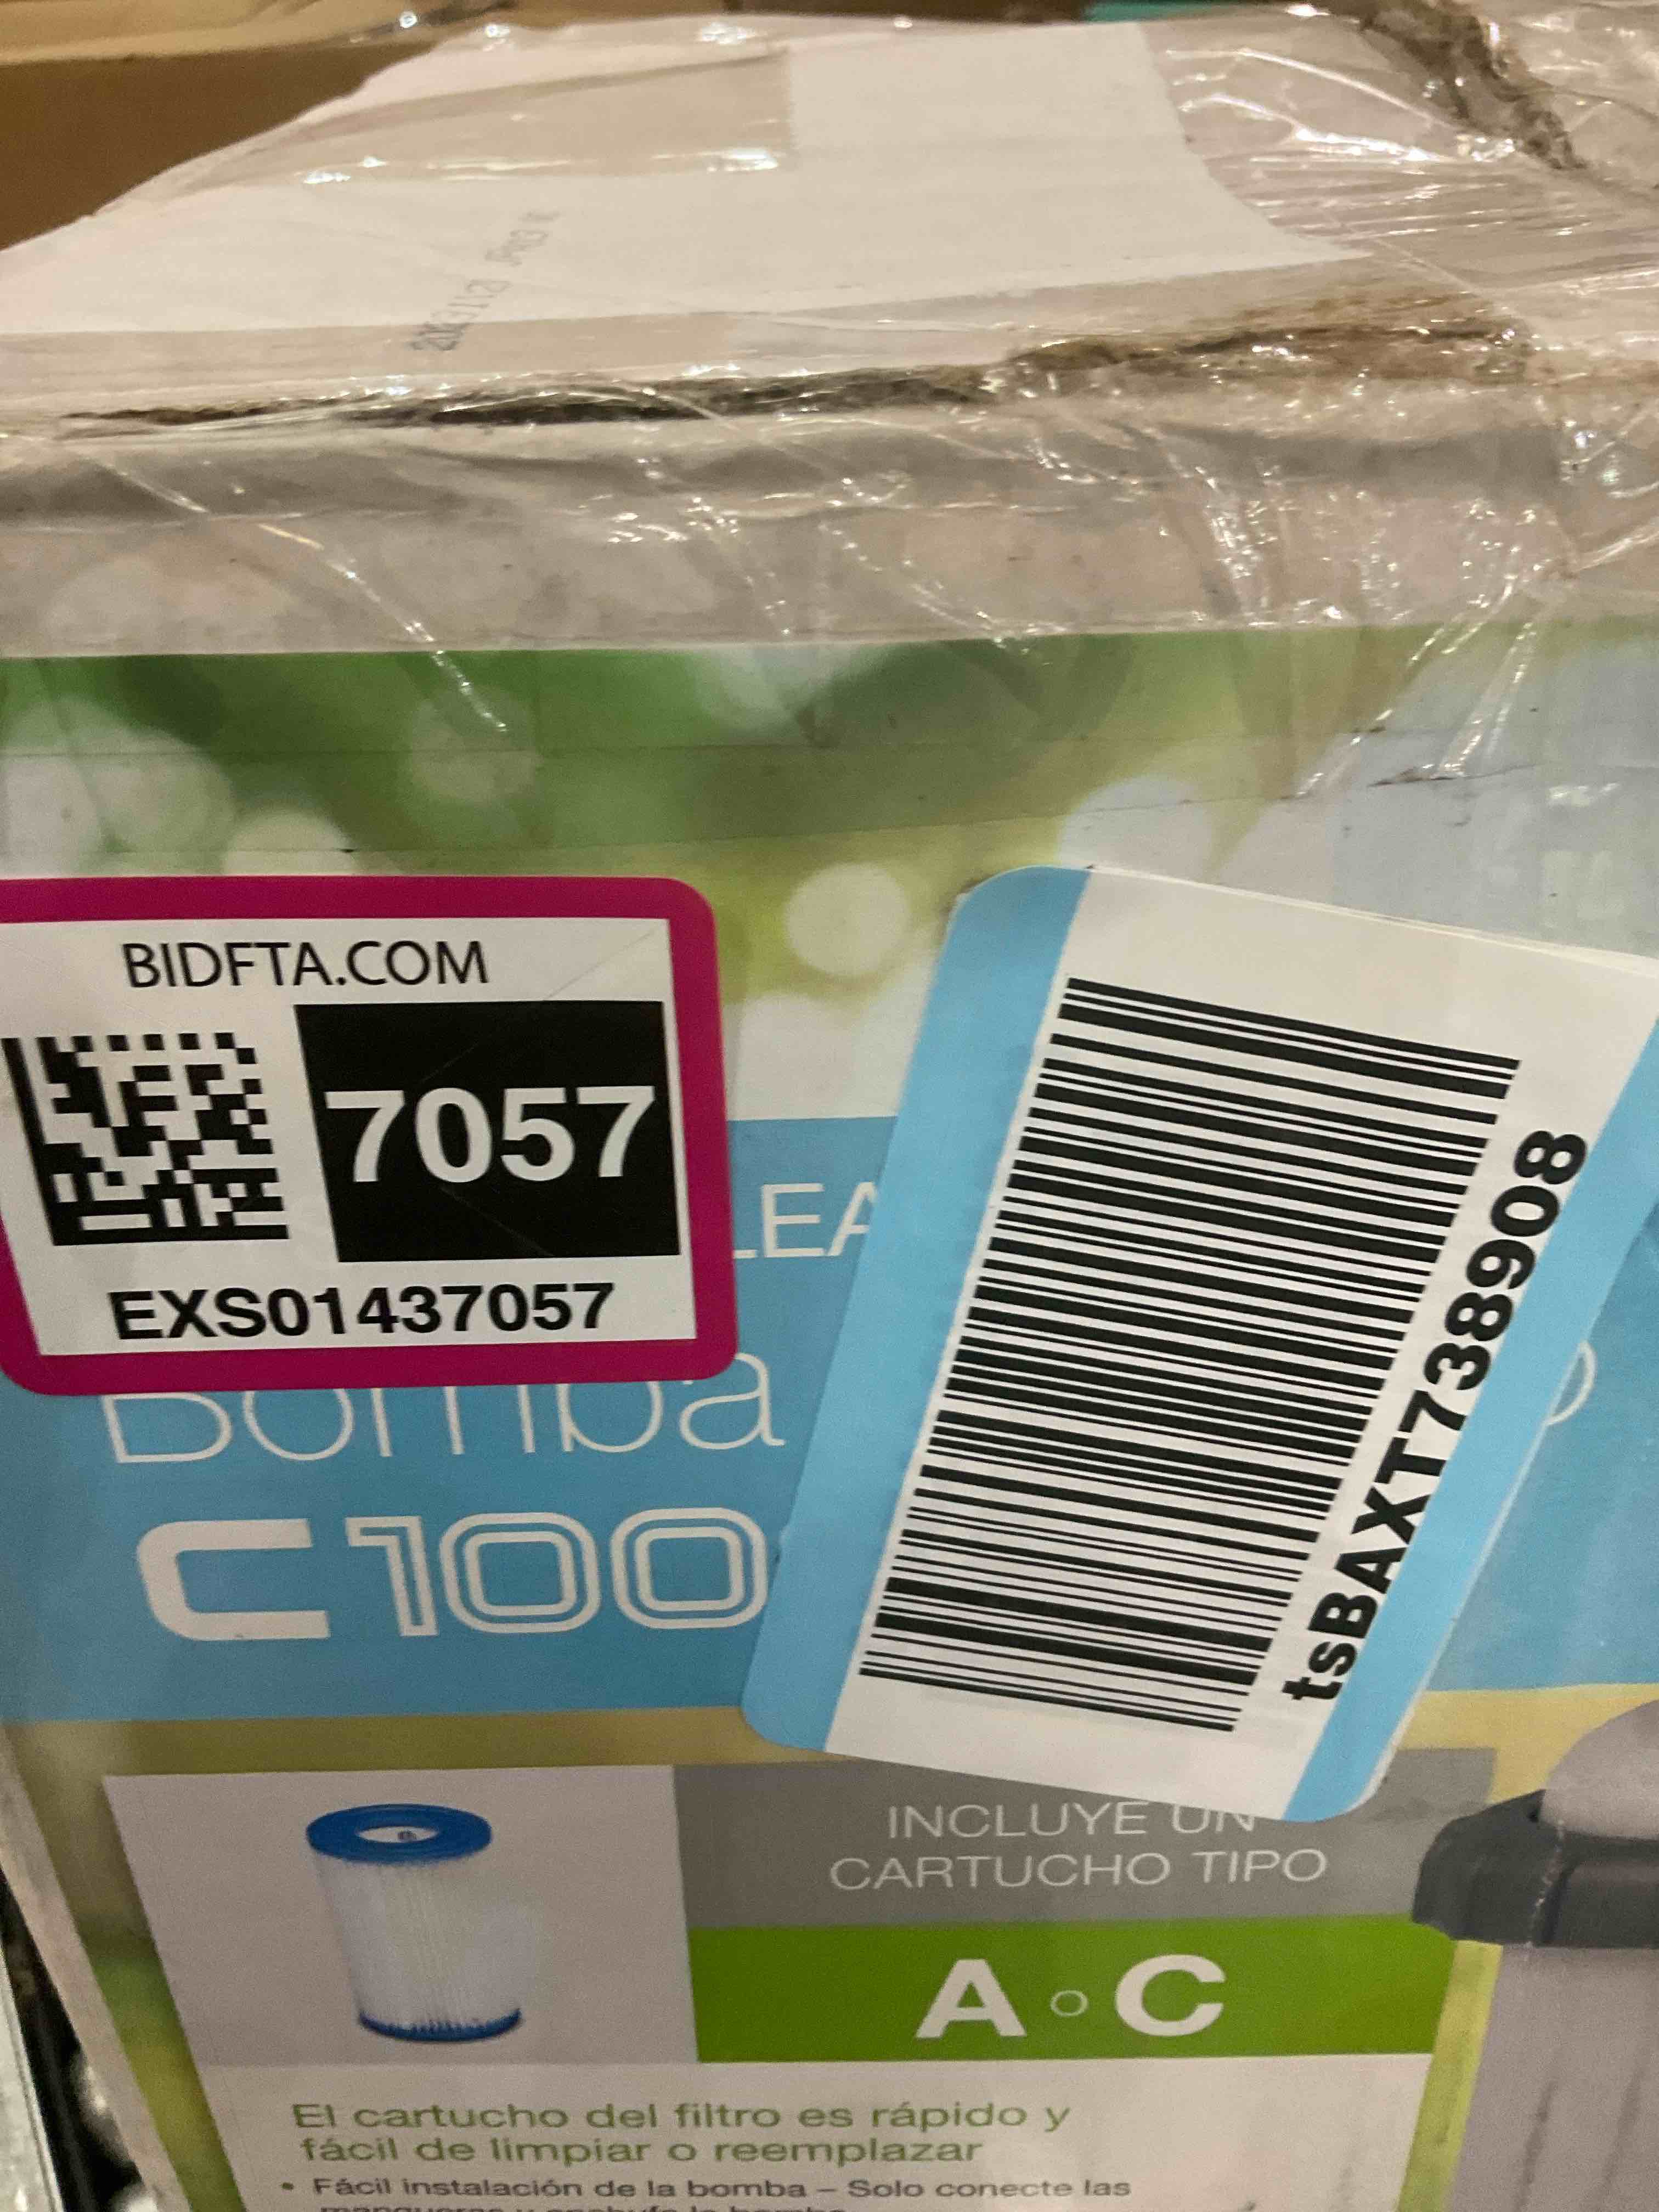 BIDFTA.COM
7057
EXS01437057
tsBAXT738908
Bomba
C100
INCLUYE UN
CARTUCHO TIPO
A o C
El cartucho del filtro es rápido y
fácil de limpiar o reemplazar
• Fácil instalación de la bomba – Solo conecte las